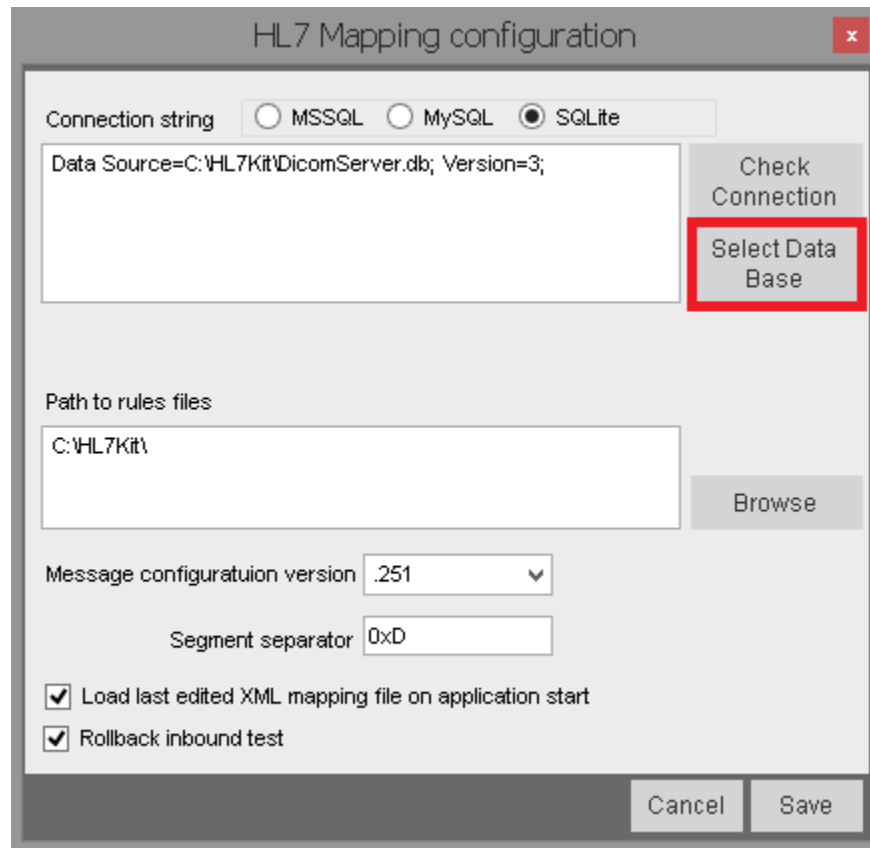 HL7 Mapping configuration
x
Connection string
MSSQL
MySQL
SQLite
Data Source=C:\HL7Kit\DicomServer.db; Version=3;
Check
Connection
Select Data
Base
Path to rules files
C:\HL7Kit\
Browse
Message configuratuion version
.251
Segment separator
0xD
Load last edited XML mapping file on application start
Rollback inbound test
Cancel
Save